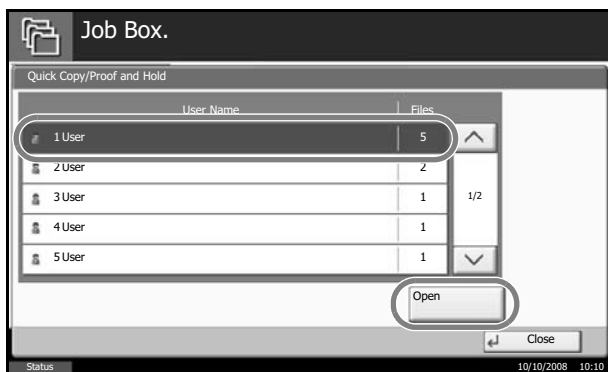 Job Box.
Quick Copy/Proof and Hold
User Name Files
1 User 5
2 User 2
3 User 1
1/2
4 User 1
5 User 1
Open
Close
Status 10/10/2008 10:10